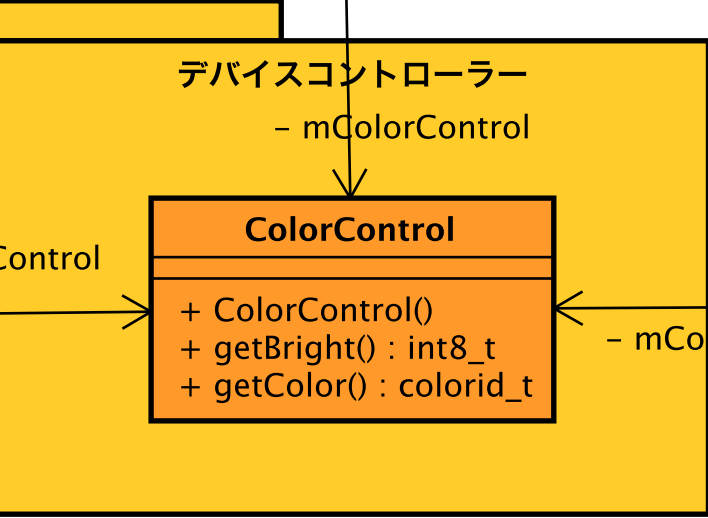 デバイスコントローラー
- mColorControl
ColorControl
Control
+ ColorControl()
+ getBright() : int8_t
- mCo
+ getColor() : colorid_t